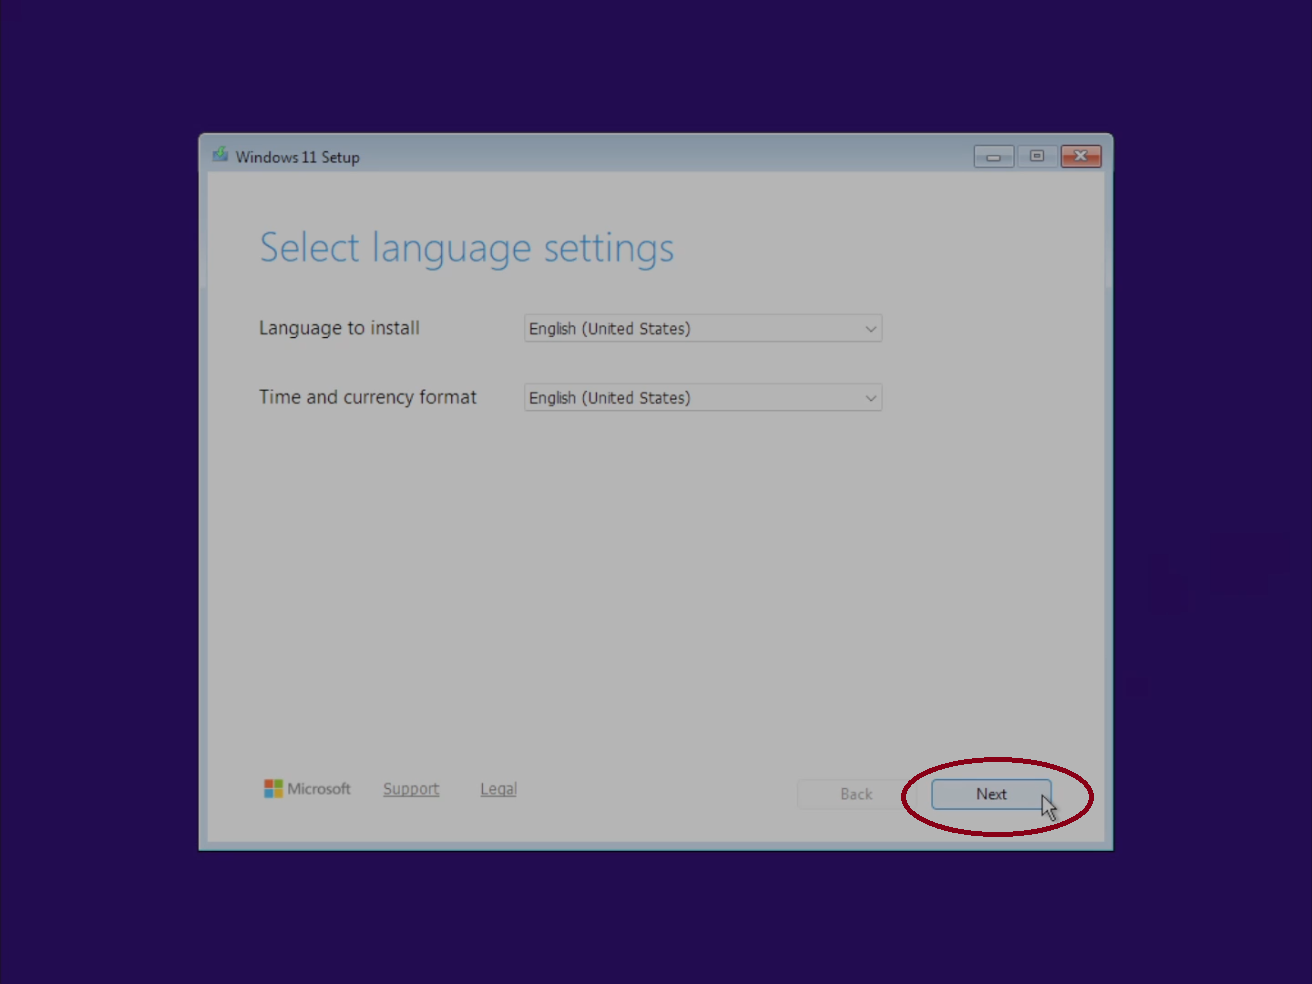 Windows 11 Setup
Select language settings
Language to install
English (United States)
Time and currency format
English (United States)
Microsoft
Support
Legal
Back
Next